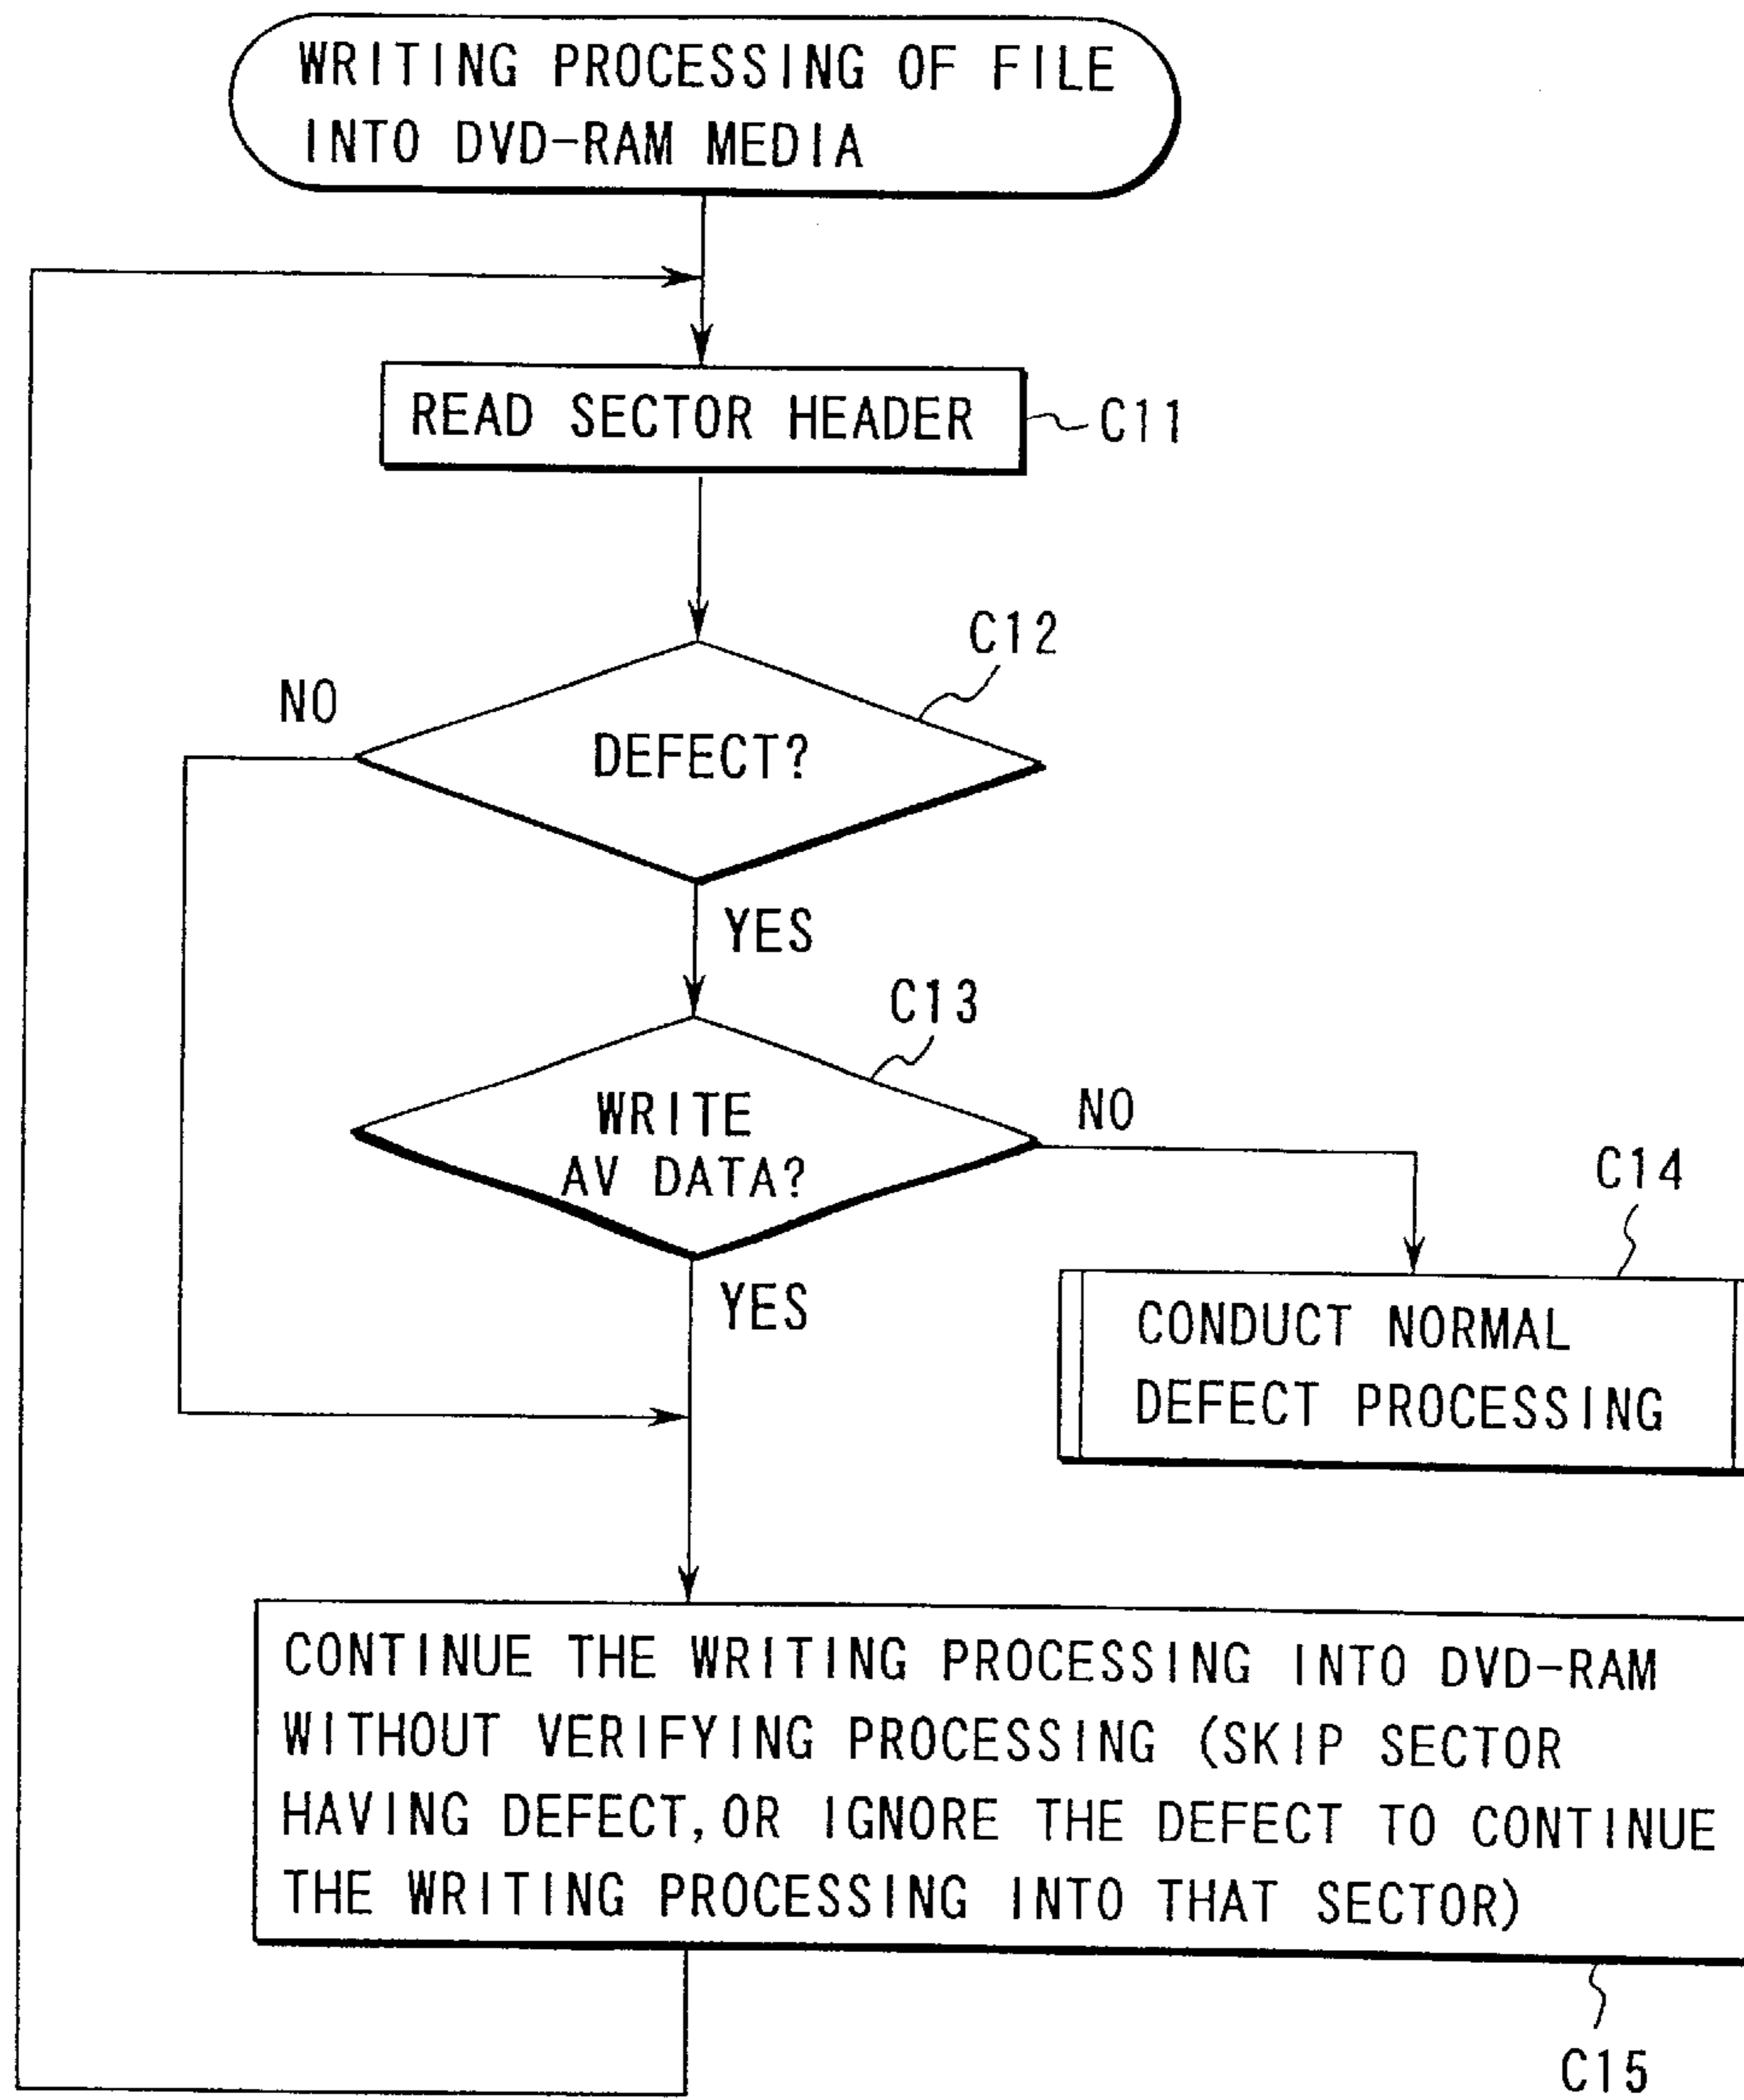 WRITING PROCESSING OF FILE
INTO DVD-RAM MEDIA
READ SECTOR HEADER
C11
C12
NO
DEFECT?
YES
C13
WRITE
AV DATA?
NO
C14
YES
CONDUCT NORMAL
DEFECT PROCESSING
CONTINUE THE WRITING PROCESSING INTO DVD-RAM
WITHOUT VERIFYING PROCESSING (SKIP SECTOR
HAVING DEFECT, OR IGNORE THE DEFECT TO CONTINUE
THE WRITING PROCESSING INTO THAT SECTOR)
C15